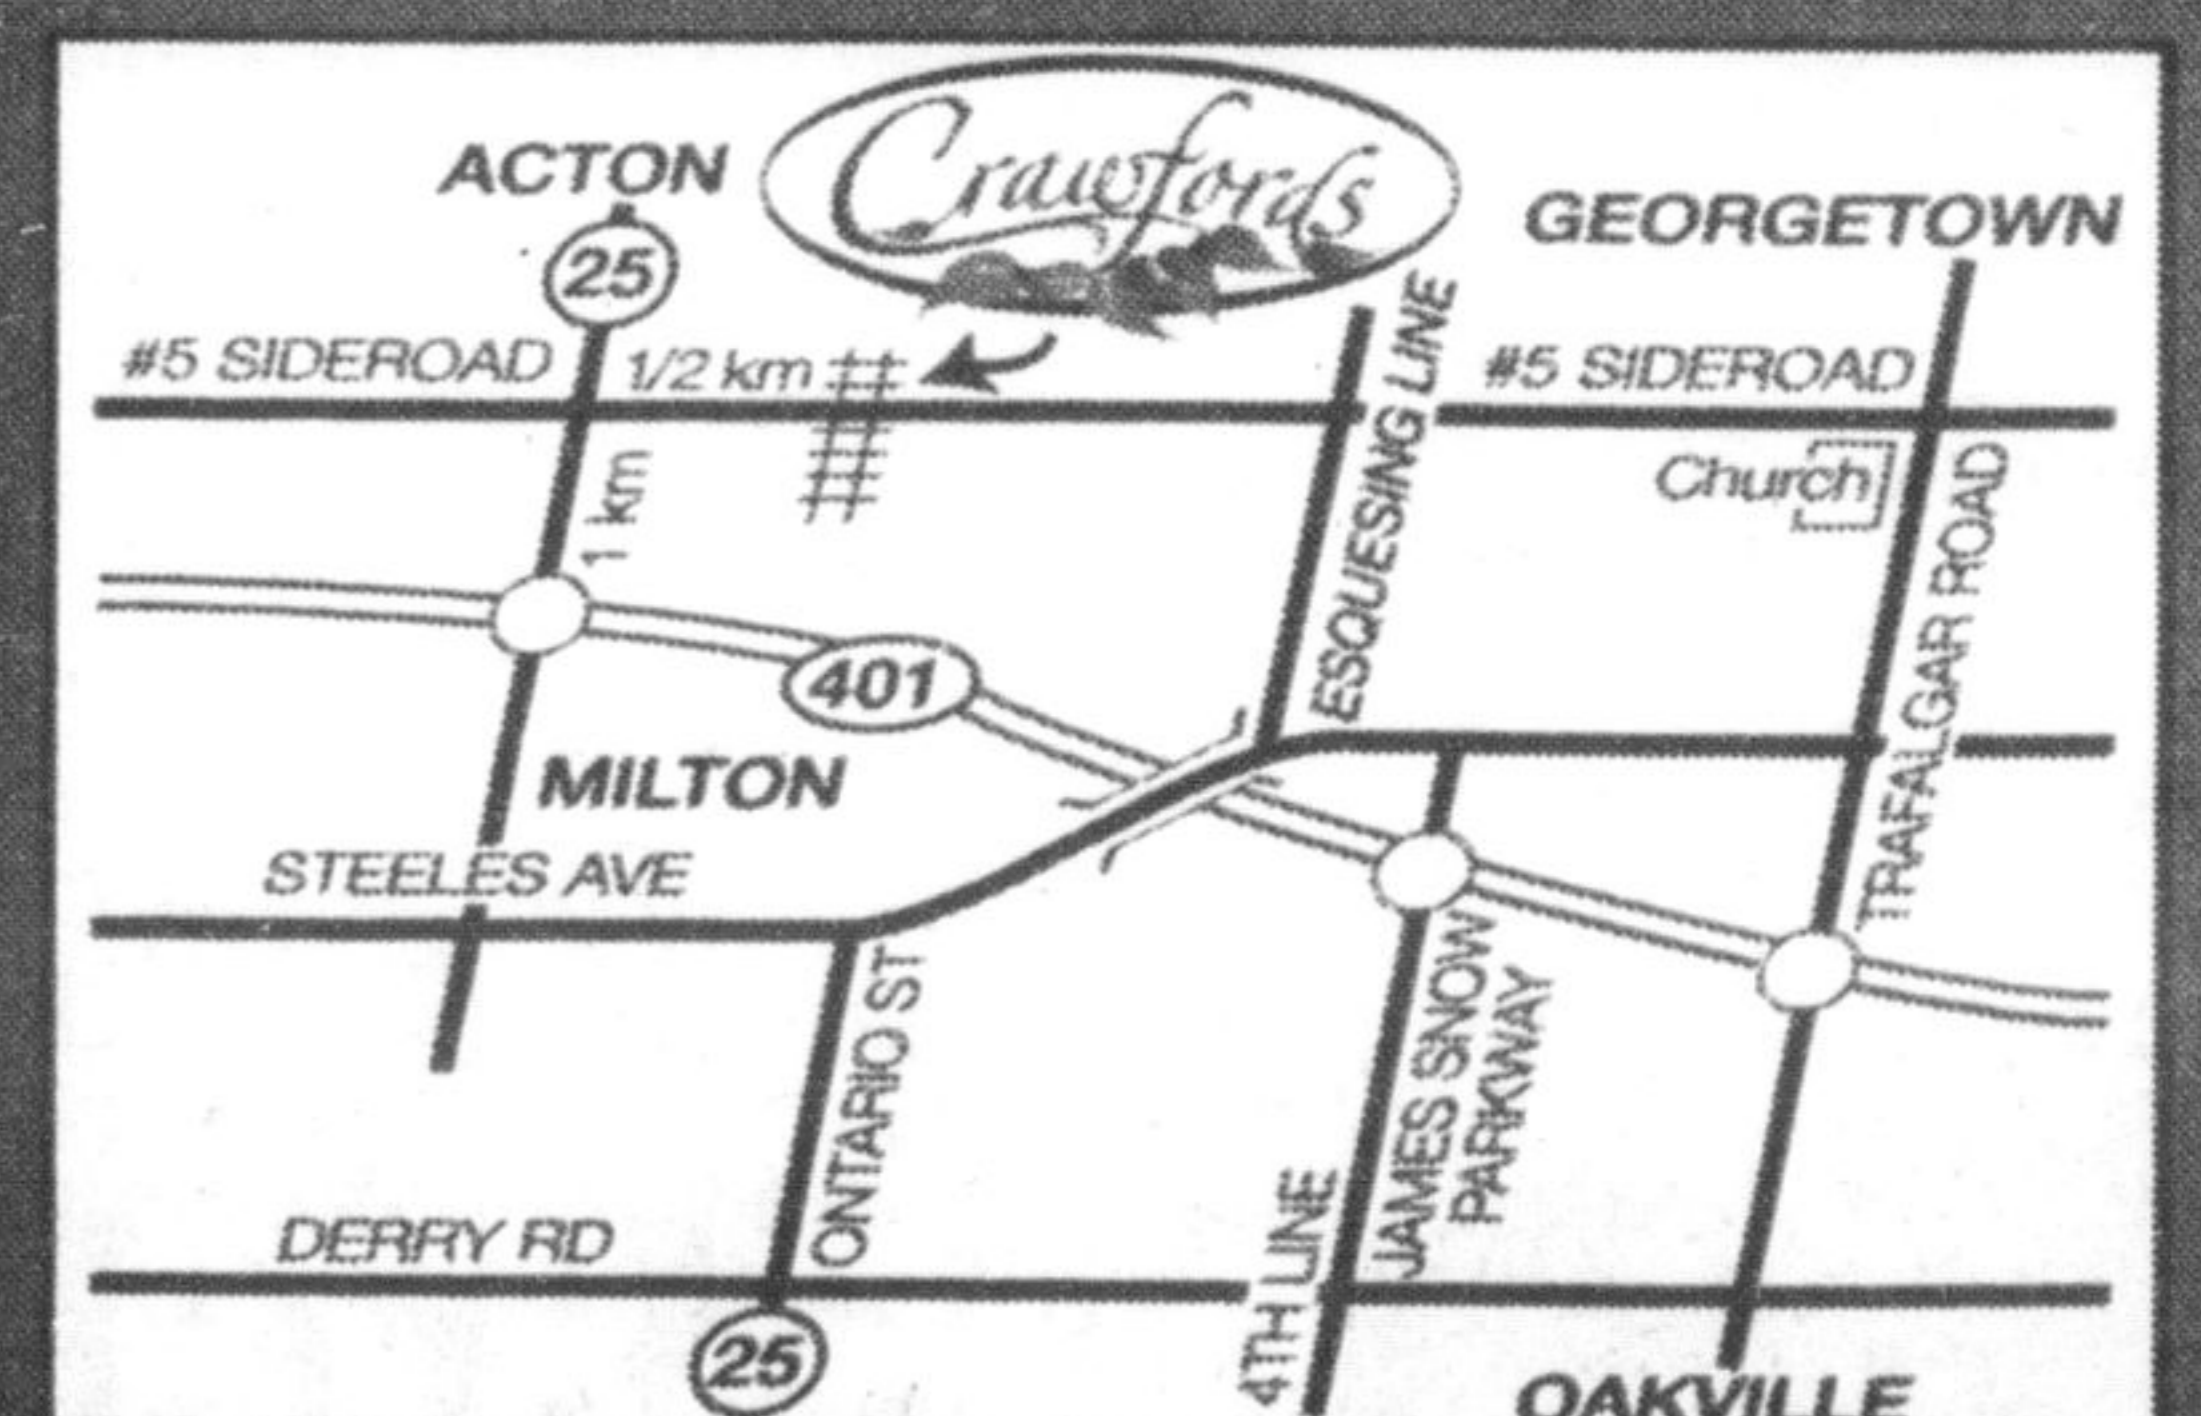 Crawfords
ACTON
GEORGETOWN
25
#5 SIDEROAD
1/2 km
#5 SIDEROAD
ESQUESING LINE
1 km
Church
TRAFALGAR ROAD
401
MILTON
STEELES AVE
ONTARIO ST
JAMES SNOW
PARKWAY
4TH LINE
DERRY RD
25
OAKVILLE